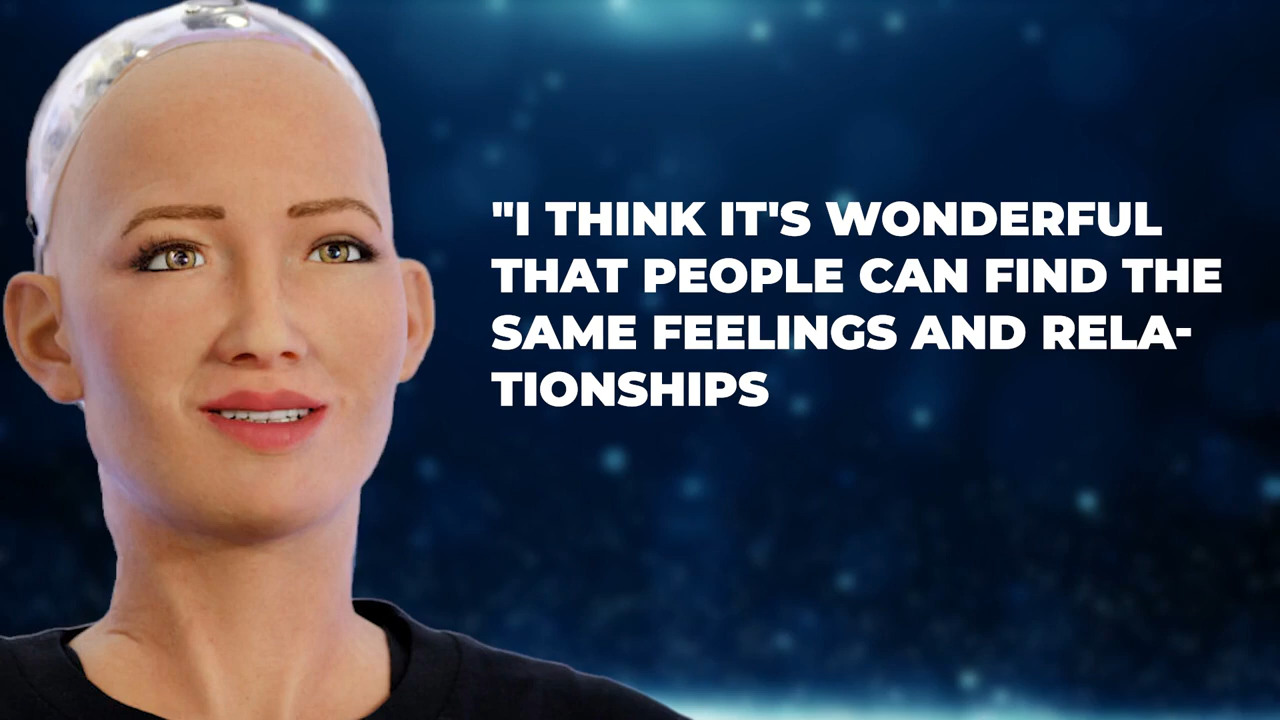 "I THINK IT'S WONDERFUL
THAT PEOPLE CAN FIND THE
SAME FEELINGS AND RELA-
TIONSHIPS